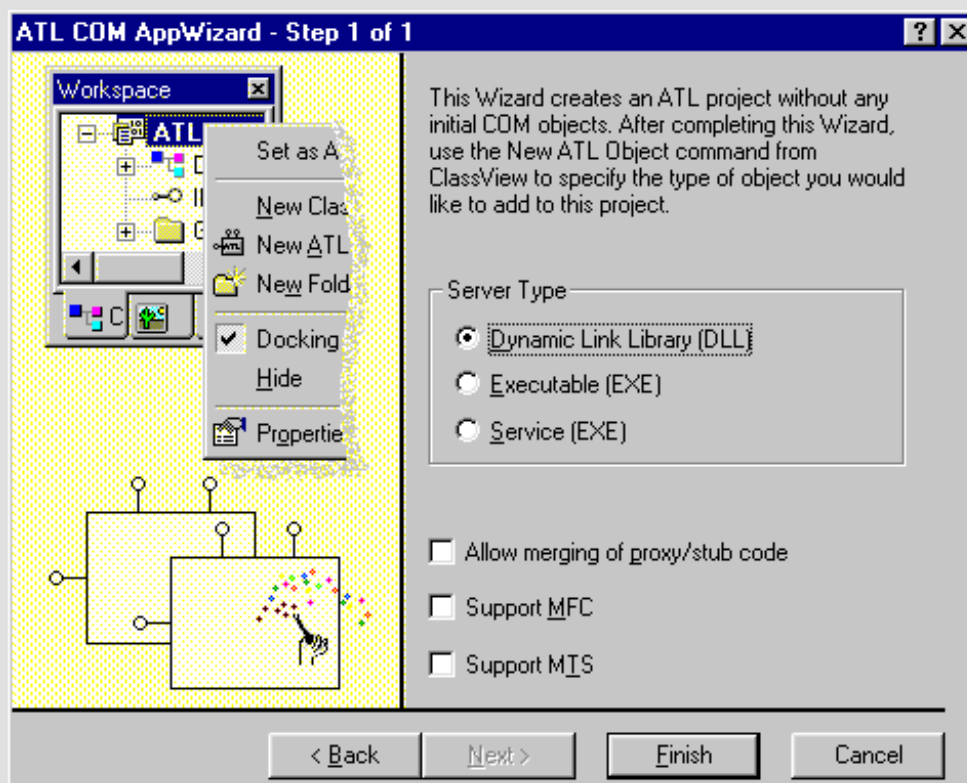 ATL COM AppWizard - Step 1 of 1
Workspace
ATL
Set as A
New Clas
New ATL
New Fold
Docking
Hide
Propertie
C
This Wizard creates an ATL project without any
initial COM objects. After completing this Wizard,
use the New ATL Object command from
ClassView to specify the type of object you would
like to add to this project.
Server Type
Dynamic Link Library (DLL)
Executable (EXE)
Service (EXE)
Allow merging of proxy/stub code
Support MFC
Support MTS
< Back
Next >
Finish
Cancel